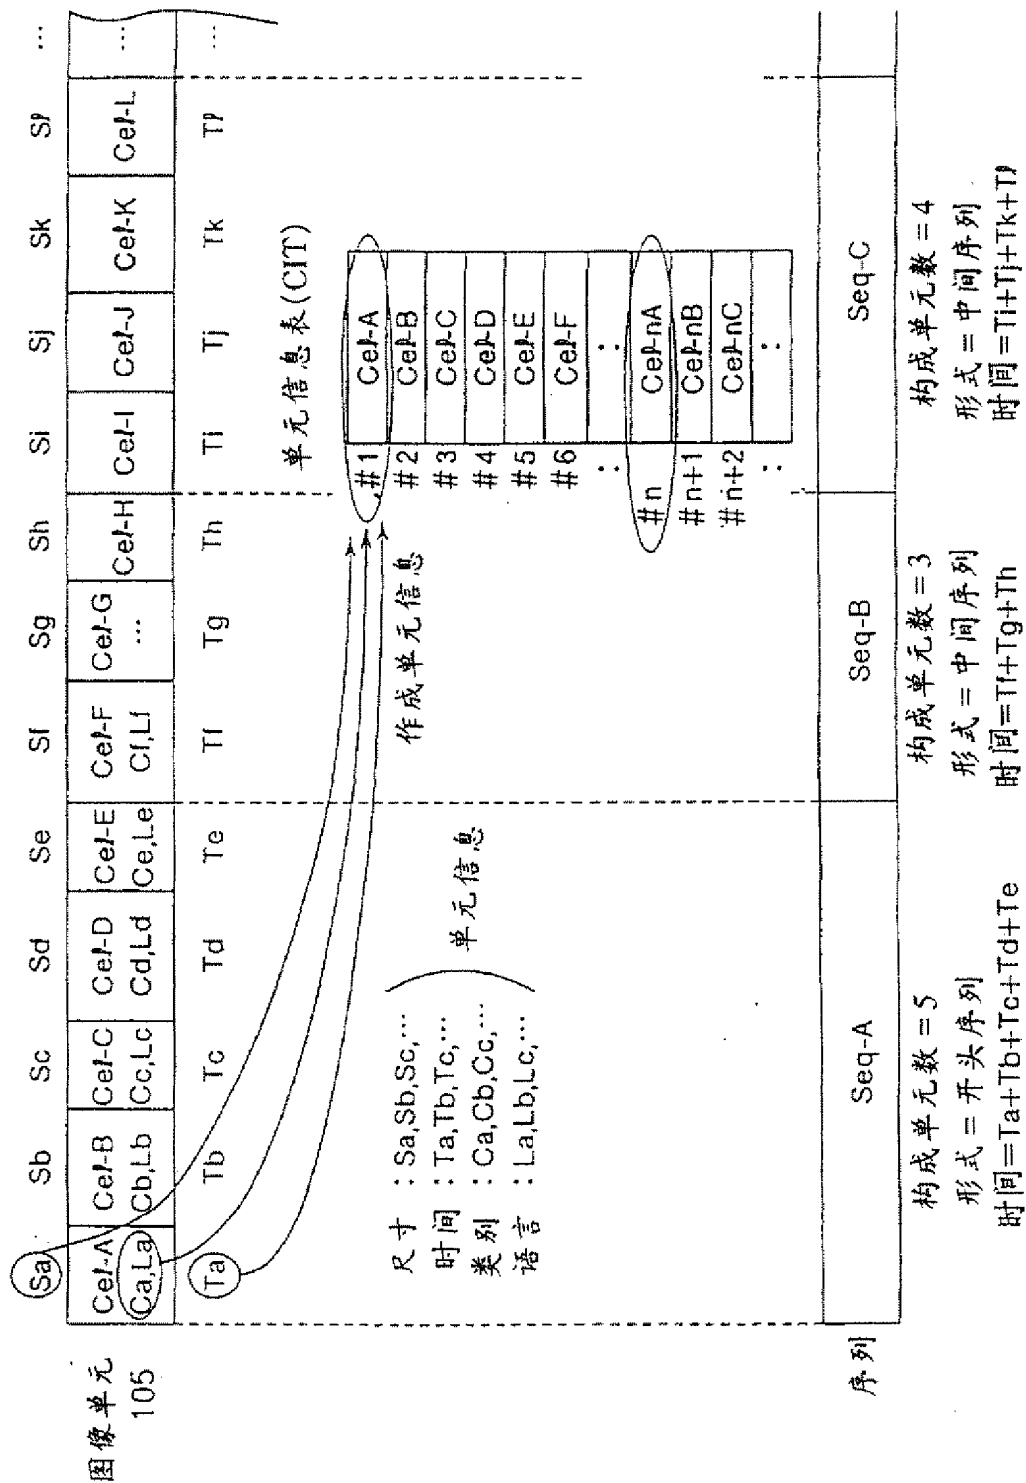 Sa Sb Sc Sd Se Sf Sg Sh Si Sj Sk Sl …
图像单元
105
Cel-A Cel-B Cel-C Cel-D Cel-E Cel-F Cel-G Cel-H Cel-I Cel-J Cel-K Cel-L …
Ca,La Cb,Lb Cc,Lc Cd,Ld Ce,Le Cf,Lf …
Ta Tb Tc Td Te Tf Tg Th Ti Tj Tk Tl …
单元信息表(CIT)
作成单元信息
尺寸 :Sa,Sb,Sc,…
时间 :Ta,Tb,Tc,…
类别 :Ca,Cb,Cc,…
语言 :La,Lb,Lc,…
单元信息
#1 Cel-A
#2 Cel-B
#3 Cel-C
#4 Cel-D
#5 Cel-E
#6 Cel-F
: :
#n Cel-nA
#n+1 Cel-nB
#n+2 Cel-nC
: :
序列 Seq-A Seq-B Seq-C
构成单元数=5
形式=开头序列
时间=Ta+Tb+Tc+Td+Te
构成单元数=3
形式=中间序列
时间=Tf+Tg+Th
构成单元数=4
形式=中间序列
时间=Ti+Tj+Tk+Tl